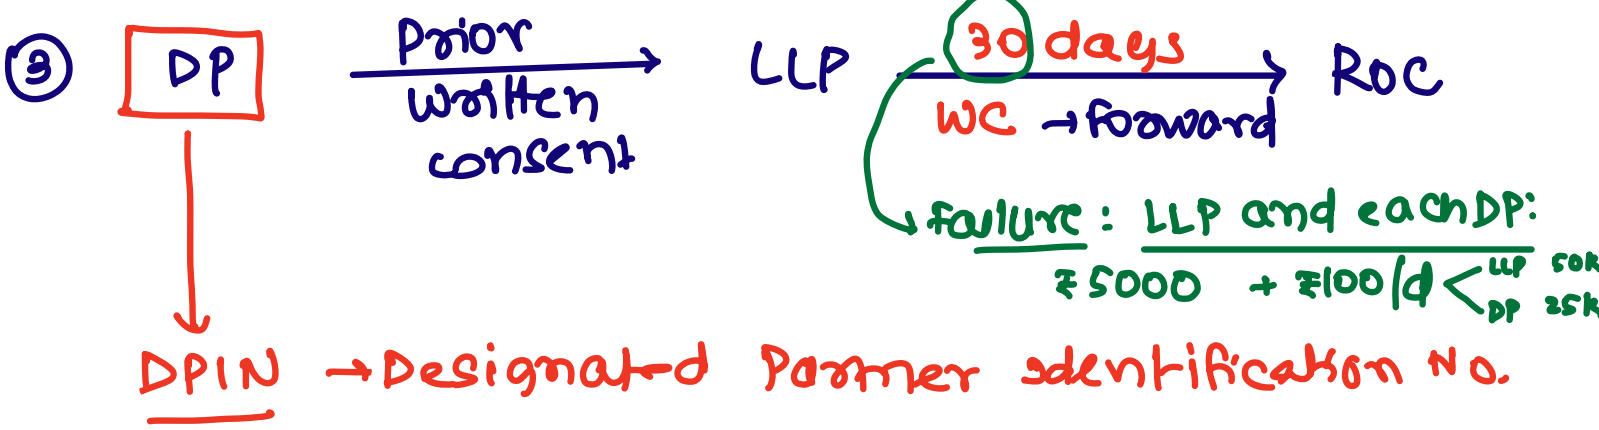 ③ DP Prior written consent → LLP 30 days WC → forward → ROC
Failure: LLP and each DP:
₹5000 + ₹100/d < LLP 50K
DP 25K
DPIN → Designated Partner Identification No.